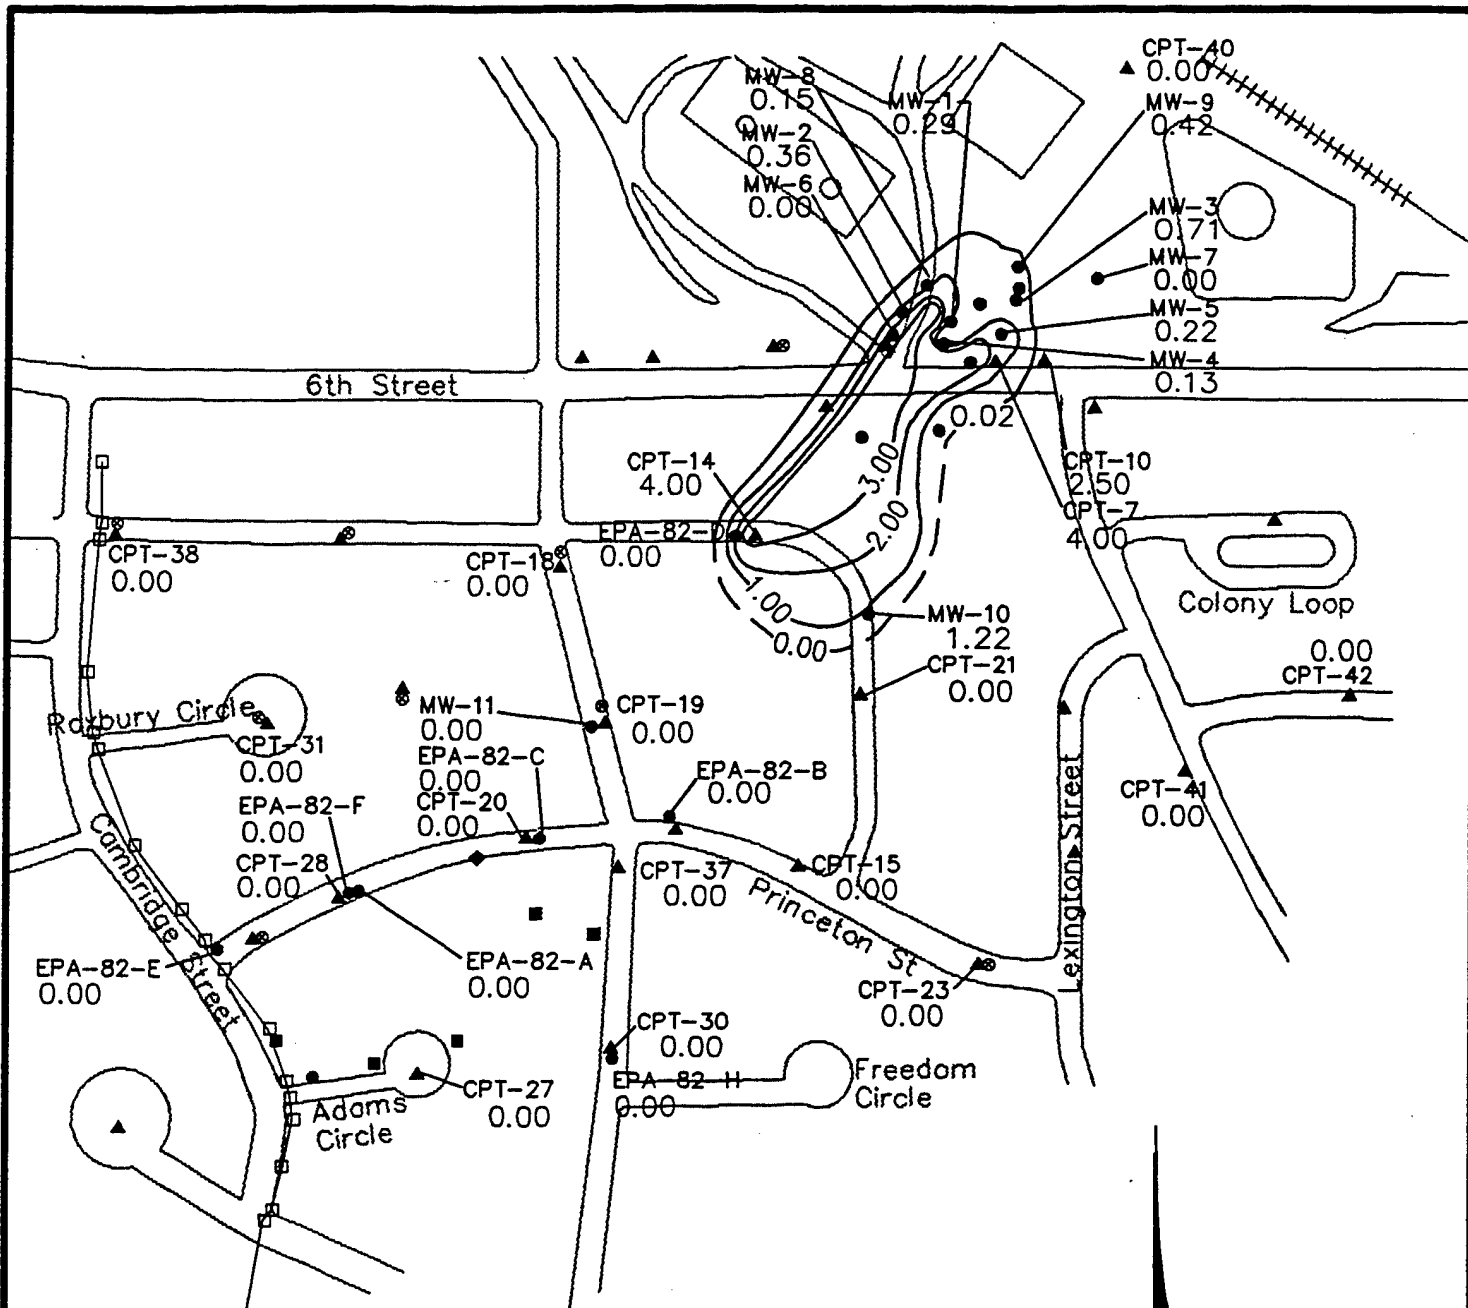 CPT-40
0.00
MW-8
0.15
MW-1
0.29
MW-9
0.42
MW-2
0.36
MW-6
0.00
MW-3
0.71
MW-7
0.00
MW-5
0.22
MW-4
0.13
6th Street
0.02
3.00
2.00
1.00
0.00
CPT-14
4.00
CPT-10
2.50
CPT-7
4.00
EPA-82-D
0.00
CPT-38
0.00
CPT-18
0.00
Colony Loop
MW-10
1.22
0.00
CPT-42
CPT-21
0.00
Roxbury Circle
MW-11
0.00
CPT-19
0.00
CPT-31
0.00
EPA-82-C
0.00
EPA-82-B
0.00
CPT-20
0.00
EPA-82-F
0.00
CPT-41
0.00
Lexington Street
Cambridge Street
CPT-28
0.00
CPT-37
0.00
CPT-15
0.00
Princeton St
EPA-82-E
0.00
EPA-82-A
0.00
CPT-23
0.00
CPT-30
0.00
EPA-82-H
0.00
Freedom
Circle
CPT-27
0.00
Adams
Circle